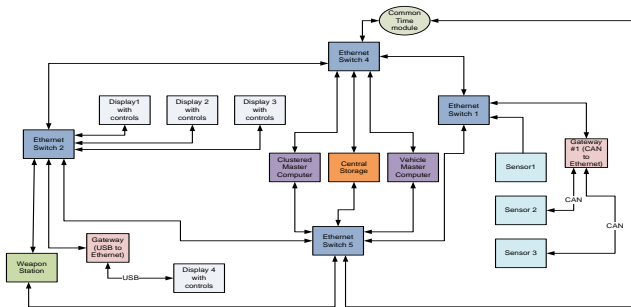 Common
Time
module
Ethernet
Switch 4
Display1
with
controls
Display 2
with
controls
Display 3
with
controls
Ethernet
Switch 1
Ethernet
Switch 2
Clustered
Master
Computer
Central
Storage
Vehicle
Master
Computer
Sensor1
Gateway
#1 (CAN
to
Ethernet)
CAN
Sensor 2
CAN
Sensor 3
Ethernet
Switch 5
Gateway
(USB to
Ethernet)
Weapon
Station
USB
Display 4
with
controls